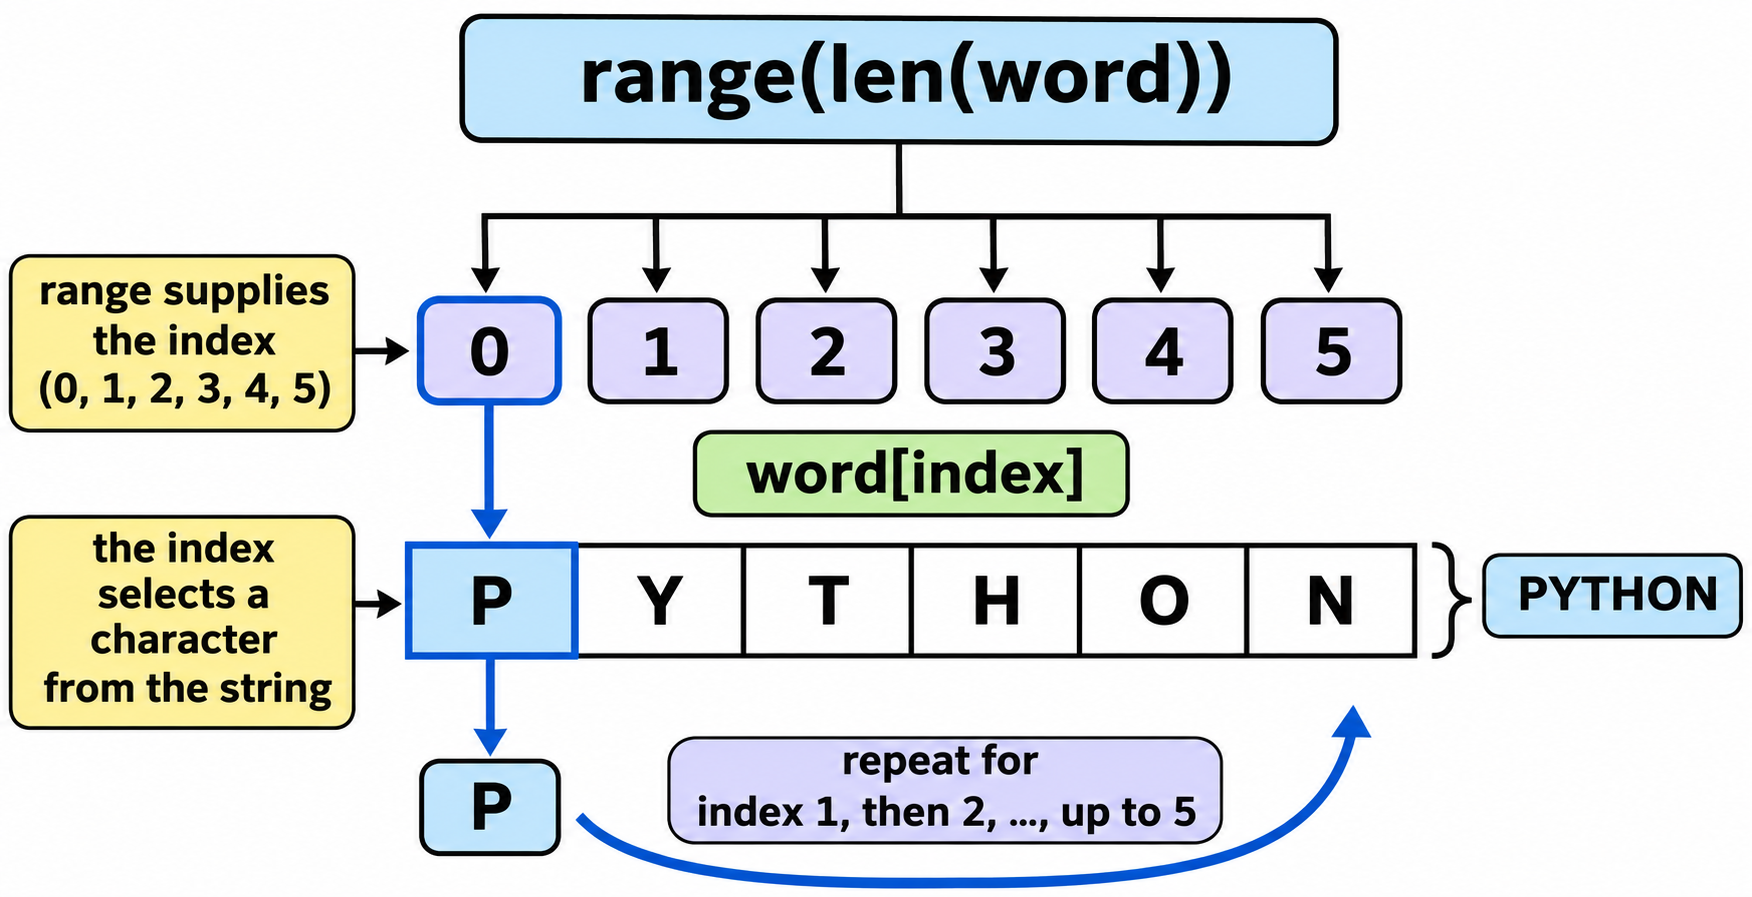 range(len(word))
range supplies
the index
(0, 1, 2, 3, 4, 5)
0 1 2 3 4 5
word[index]
the index
selects a
character
from the string
P Y T H O N
PYTHON
P
repeat for
index 1, then 2, ..., up to 5